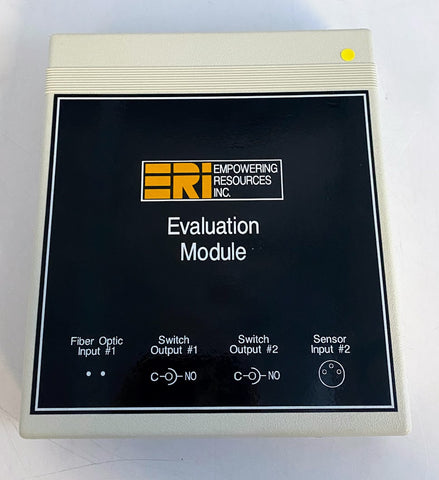 ERI EMPOWERING
RESOURCES
INC.
Evaluation
Module
Fiber Optic
Input #1
Switch
Output #1
C NO
Switch
Output #2
C NO
Sensor
Input #2